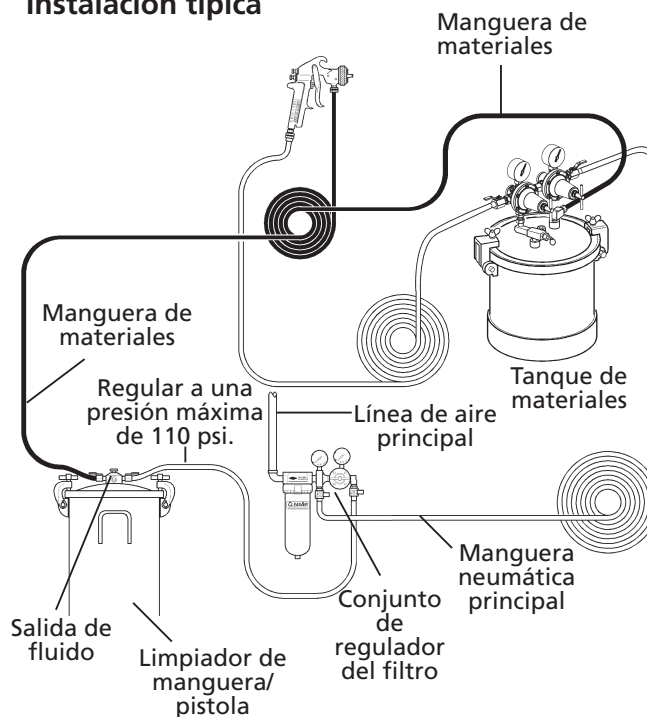 Instalación típica
Manguera de
materiales
Manguera de
materiales
Regular a una
presión máxima
de 110 psi.
Línea de aire
principal
Tanque de
materiales
Manguera
neumática
principal
Conjunto
de
regulador
del filtro
Salida de
fluido
Limpiador de
manguera/
pistola